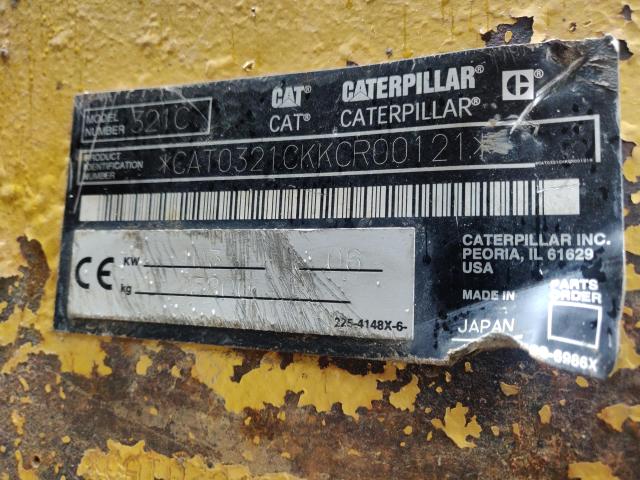 CAT® CATERPILLAR®
CAT® CATERPILLAR®
MODEL NUMBER 321C
PRODUCT IDENTIFICATION NUMBER *CAT0321CKKCR00121*
CE
KW 06
kg
225-4148X-6-
CATERPILLAR INC.
PEORIA, IL 61629
USA
MADE IN
JAPAN
PARTS ORDER